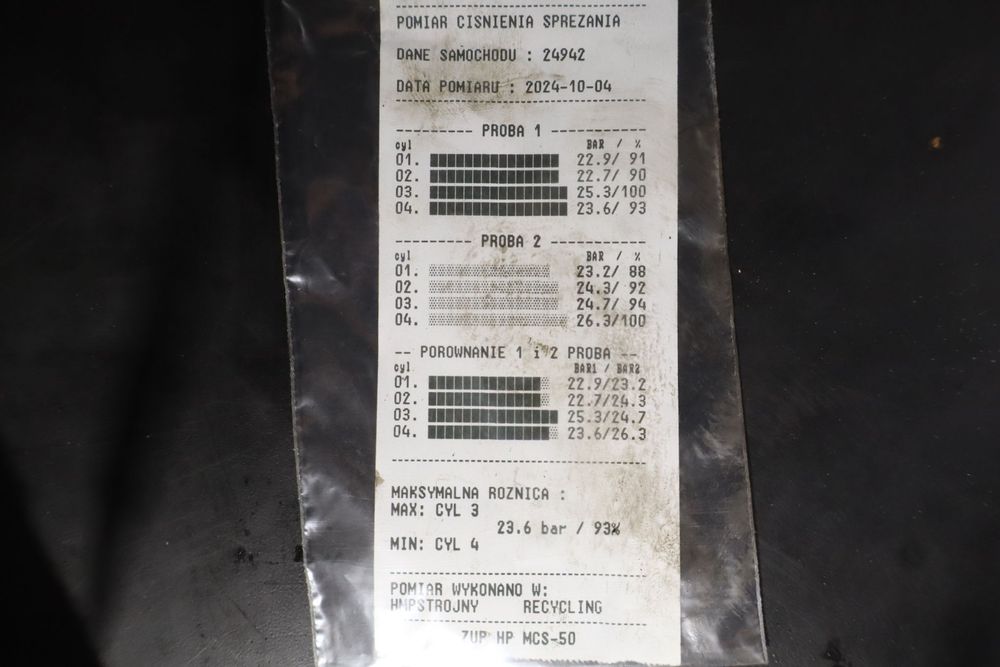 POMIAR CISNIENIA SPREZANIA
DANE SAMOCHODU : 24942
DATA POMIARU : 2024-10-04
PROBA 1
cyl BAR / %
01. 22.9/ 91
02. 22.7/ 90
03. 25.3/100
04. 23.6/ 93
PROBA 2
cyl BAR / %
01. 23.2/ 88
02. 24.3/ 92
03. 24.7/ 94
04. 26.3/100
-- POROWNANIE 1 i 2 PROBA --
cyl BAR1 / BAR2
01. 22.9/23.2
02. 22.7/24.3
03. 25.3/24.7
04. 23.6/26.3
MAKSYMALNA ROZNICA :
MAX: CYL 3
23.6 bar / 93%
MIN: CYL 4
POMIAR WYKONANO W:
HMPSTROJNY RECYCLING
ZUP HP MCS-50